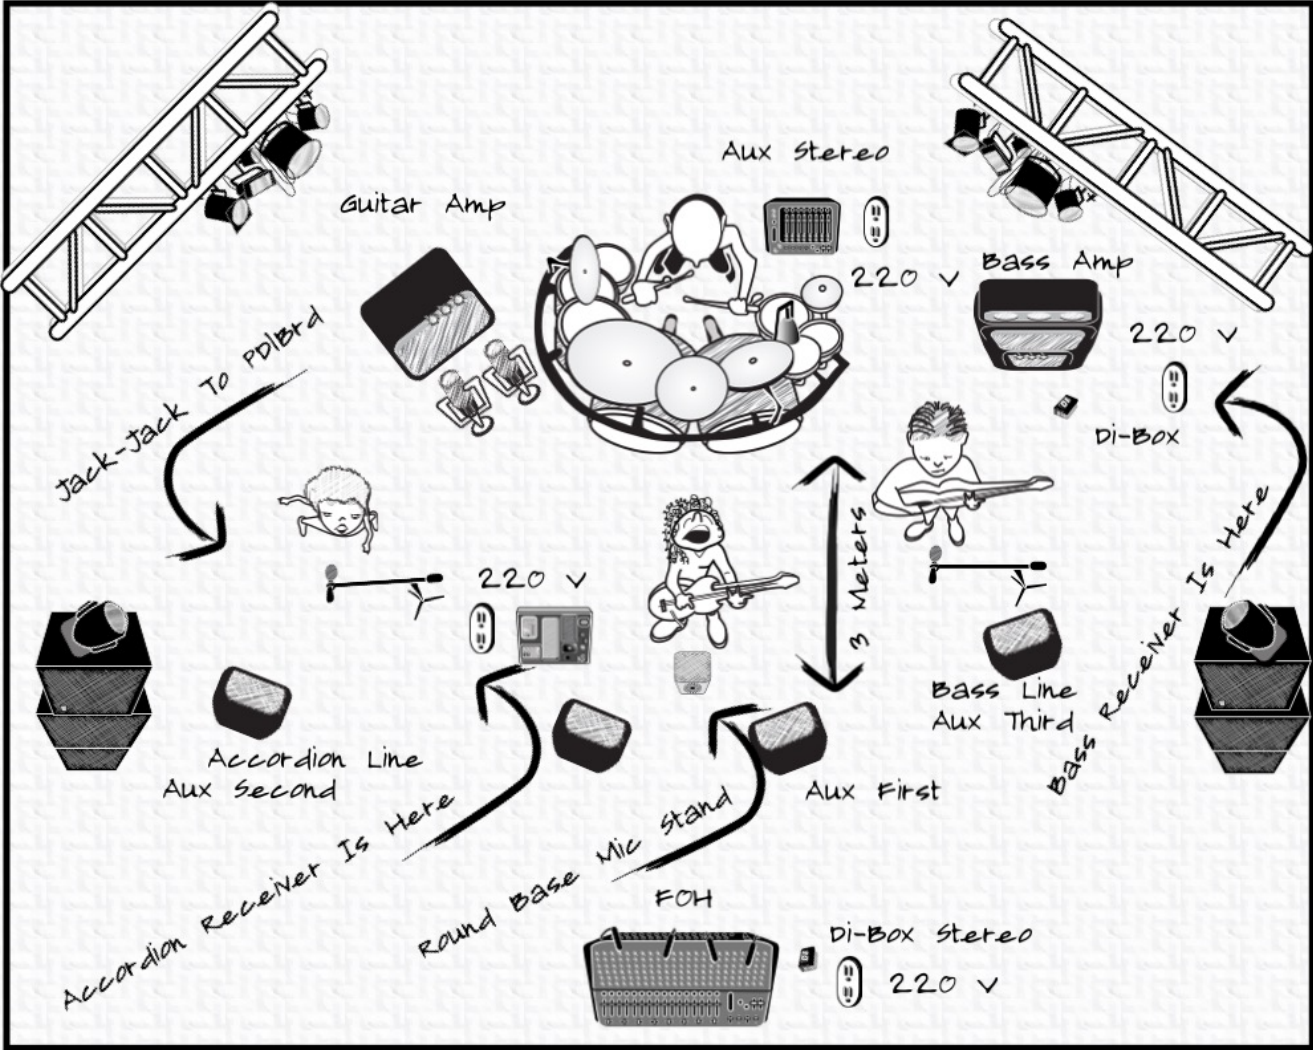 Aux Stereo
Guitar Amp
220 V
Bass Amp
220 V
Jack-Jack To PDlBrd
Di-Box
3 Meters
Bass Receiver Is Here
220 V
Bass Line
Aux Third
Accordion Line
Aux Second
Aux First
Accordion Receiver Is Here
Round Base Mic Stand
FOH
Di-Box Stereo
220 V